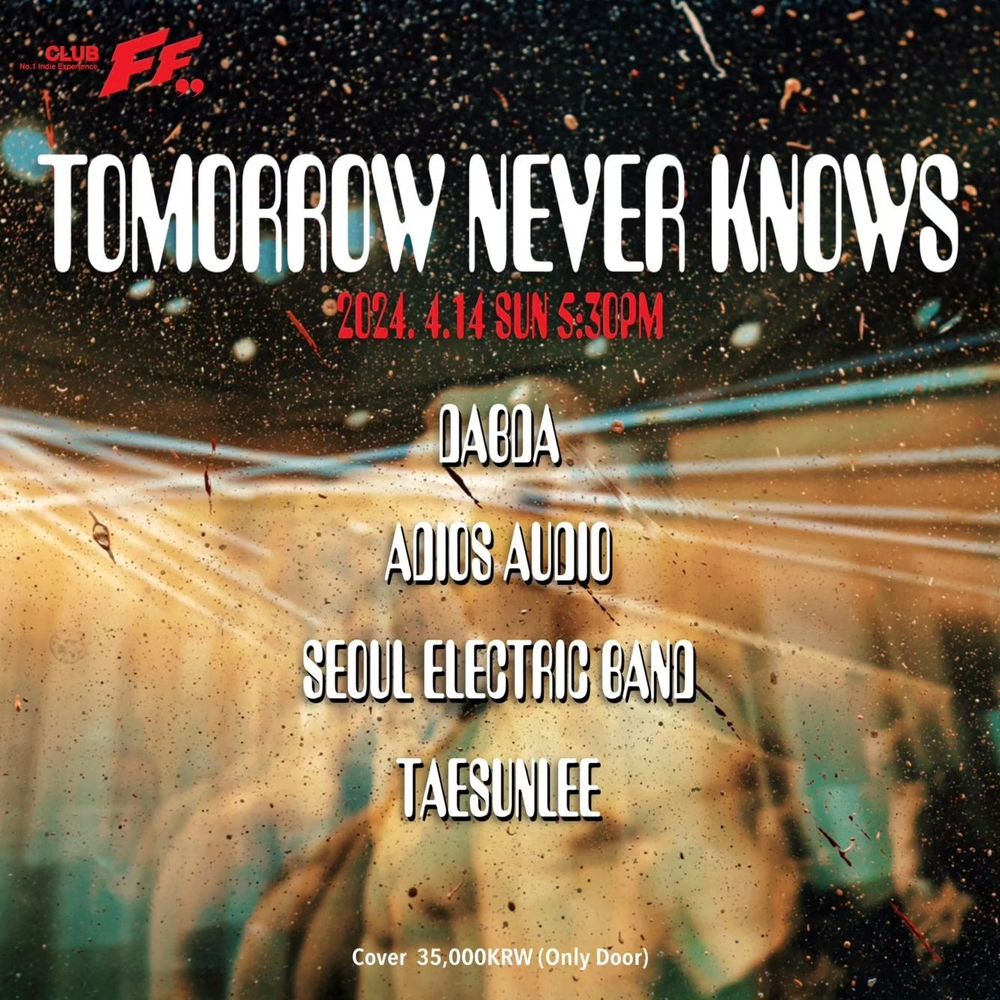 CLUB FF
No.1 Indie Experience
TOMORROW NEVER KNOWS
2024. 4.14 SUN 5:30PM
DABDA
ADIOS AUDIO
SEOUL ELECTRIC BAND
TAESUNLEE
Cover 35,000KRW (Only Door)